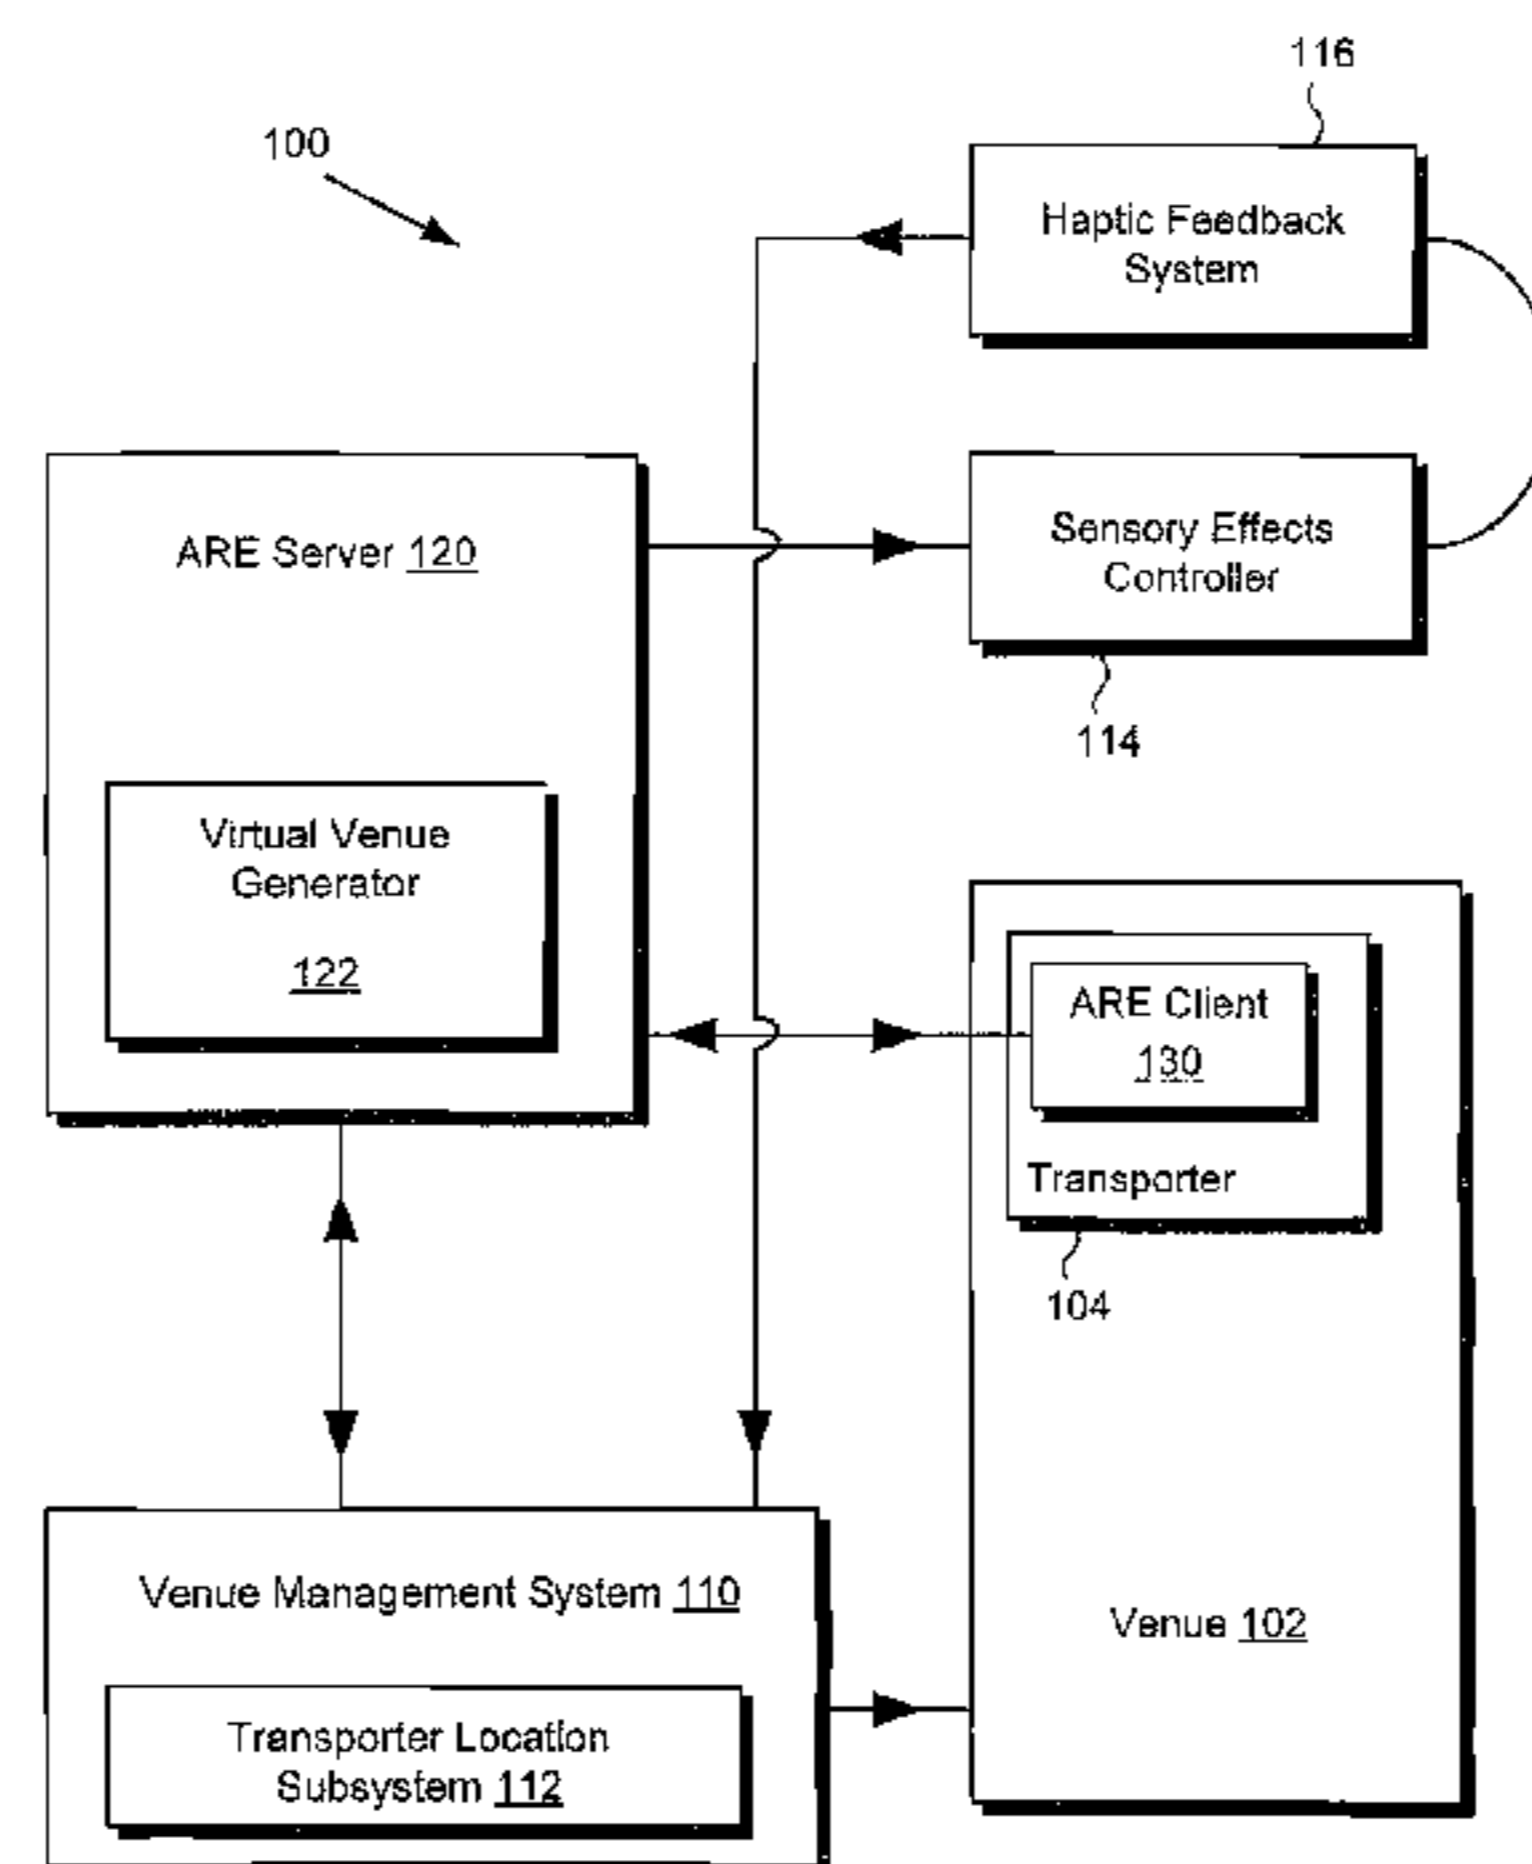 116
100
Haptic Feedback
System
ARE Server 120
Sensory Effects
Controller
114
Virtual Venue
Generator
122
ARE Client
130
Transporter
104
Venue Management System 110
Venue 102
Transporter Location
Subsystem 112